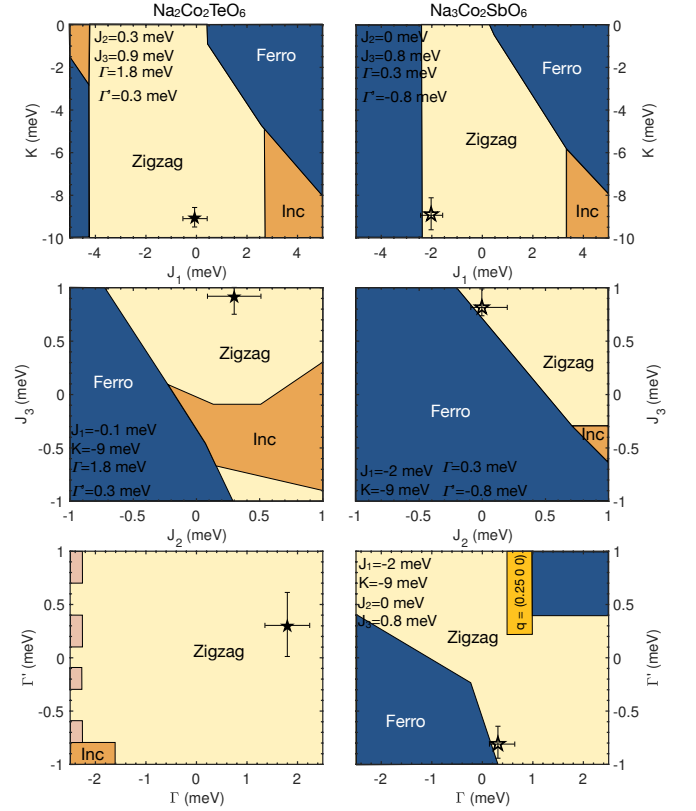 Na₂Co₂TeO₆
Na₃Co₂SbO₆
0
-2
-4
-6
-8
-10
K (meV)
J₂=0.3 meV
J₃=0.9 meV
Γ=1.8 meV
Γ'=0.3 meV
Ferro
Zigzag
Inc
-4
-2
0
2
4
J₁ (meV)
J₂=0 meV
J₃=0.8 meV
Γ=0.3 meV
Γ'=-0.8 meV
Ferro
Zigzag
Inc
0
-2
-4
-6
-8
-10
K (meV)
-4
-2
0
2
4
J₁ (meV)
1
0.5
0
-0.5
-1
J₃ (meV)
Zigzag
Ferro
Inc
J₁=-0.1 meV
K=-9 meV
Γ=1.8 meV
Γ'=0.3 meV
-1
-0.5
0
0.5
1
J₂ (meV)
Zigzag
Ferro
Inc
J₁=-2 meV Γ=0.3 meV
K=-9 meV Γ'=-0.8 meV
1
0.5
0
-0.5
-1
J₃ (meV)
-1
-0.5
0
0.5
1
J₂ (meV)
1
0.5
0
-0.5
-1
Γ' (meV)
Zigzag
Inc
-2
-1
0
1
2
Γ (meV)
J₁=-2 meV
K=-9 meV
J₂=0 meV
J₃=0.8 meV
q = (0.25 0 0)
Zigzag
Ferro
1
0.5
0
-0.5
-1
Γ' (meV)
-2
-1
0
1
2
Γ (meV)